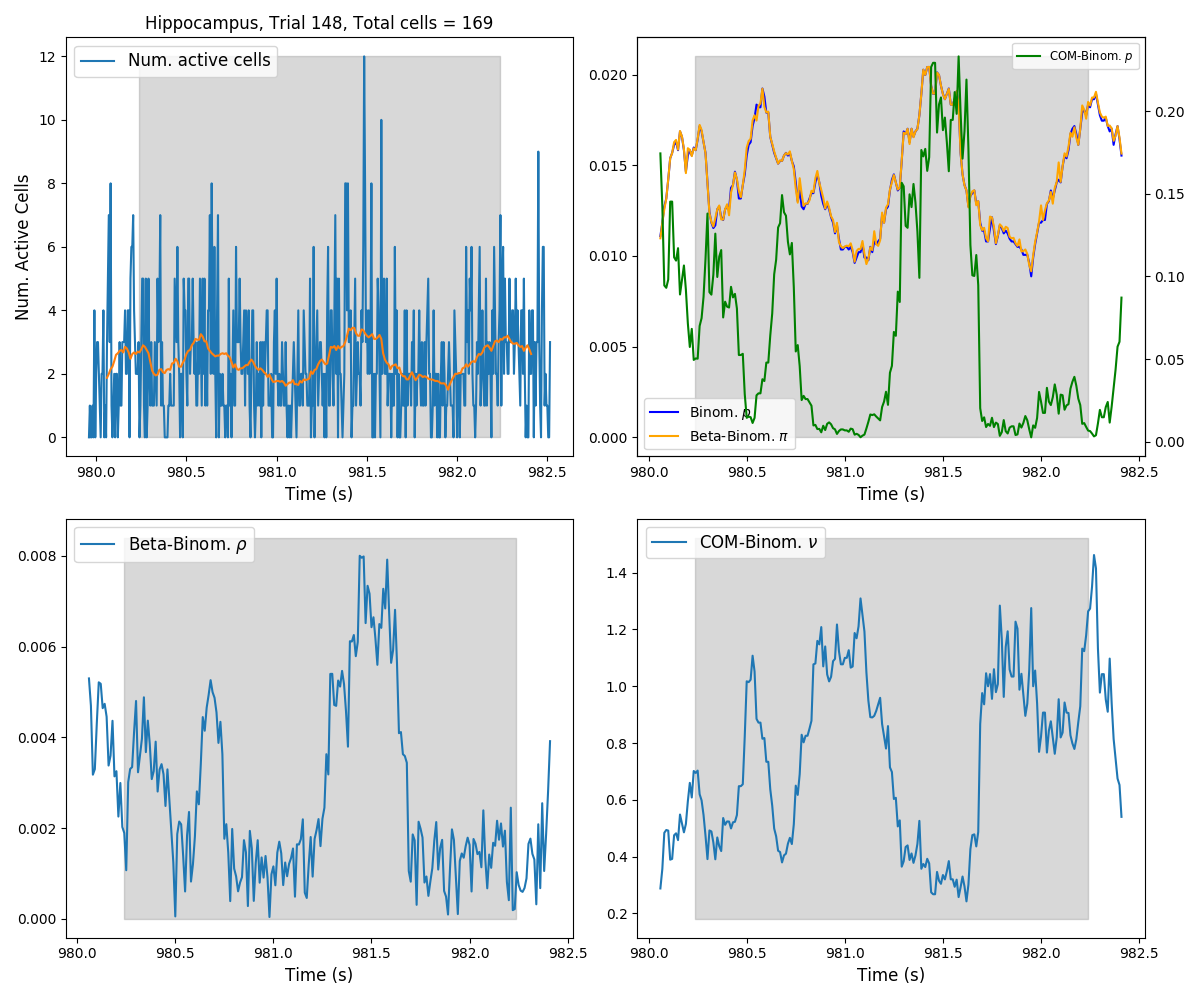 Hippocampus, Trial 148, Total cells = 169
Num. active cells
Num. Active Cells
12
10
8
6
4
2
0
980.0 980.5 981.0 981.5 982.0 982.5
Time (s)
COM-Binom. p
Binom. p
Beta-Binom. π
0.020
0.015
0.010
0.005
0.000
0.20
0.15
0.10
0.05
0.00
980.0 980.5 981.0 981.5 982.0 982.5
Time (s)
Beta-Binom. ρ
0.008
0.006
0.004
0.002
0.000
980.0 980.5 981.0 981.5 982.0 982.5
Time (s)
COM-Binom. ν
1.4
1.2
1.0
0.8
0.6
0.4
0.2
980.0 980.5 981.0 981.5 982.0 982.5
Time (s)